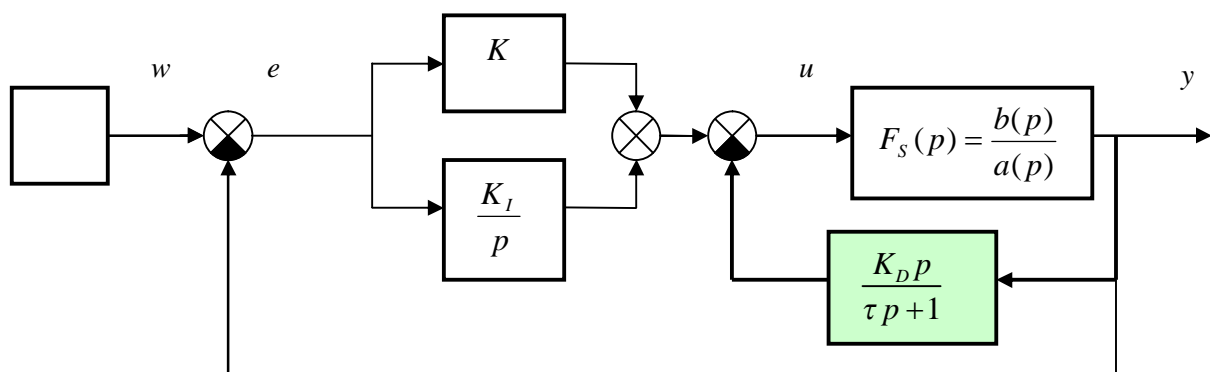 w
e
K
u
y
F_S(p) = b(p)/a(p)
K_I/p
K_D p/τ p+1